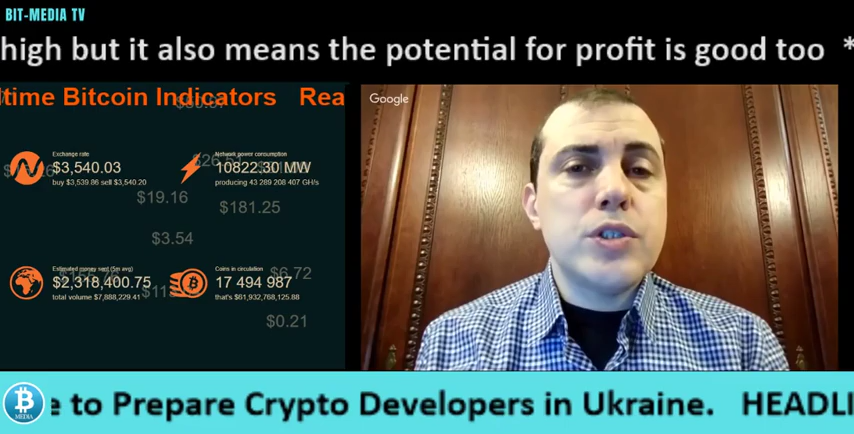 BIT-MEDIA TV
high but it also means the potential for profit is good too *
time Bitcoin Indicators Rea
Google
Exchange rate
$3,540.03
buy $3,539.86 sell $3,540.20
Network power consumption
10822.30 MW
producing 43 289 208 407 GH/s
$19.16
$181.25
$3.54
Estimated money sent (5m avg)
$2,318,400.75
total volume $7,888,229.41
Coins in circulation
17 494 987
that's $61,932,768,125.88
$6.72
$0.21
B
MEDIA
e to Prepare Crypto Developers in Ukraine. HEADLI